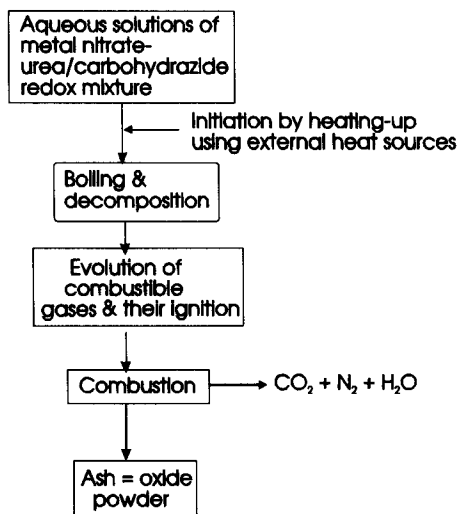 Aqueous solutions of
metal nitrate-
urea/carbohydrazide
redox mixture
Initiation by heating-up
using external heat sources
Boiling &
decomposition
Evolution of
combustible
gases & their ignition
Combustion
CO₂ + N₂ + H₂O
Ash = oxide
powder